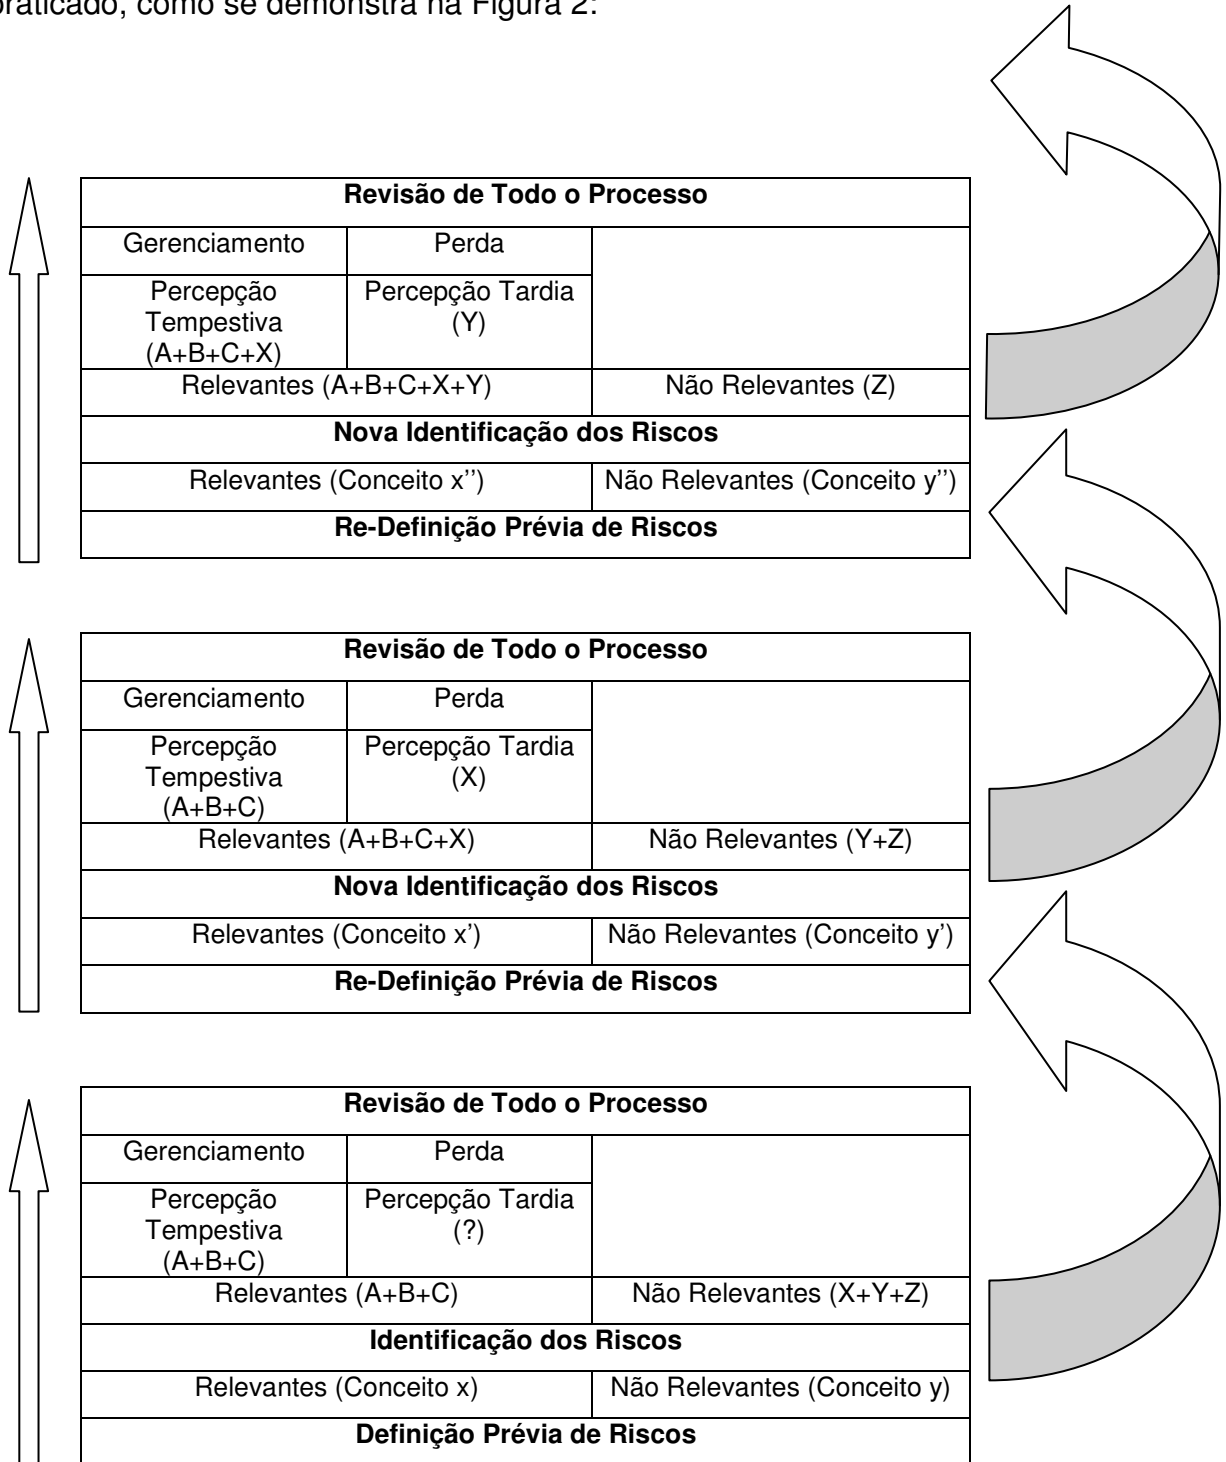 praticado, como se demonstra na Figura 2:
Revisão de Todo o Processo
Gerenciamento
Perda
Percepção
Tempestiva
(A+B+C+X)
Percepção Tardia
(Y)
Relevantes (A+B+C+X+Y)
Não Relevantes (Z)
Nova Identificação dos Riscos
Relevantes (Conceito x’’)
Não Relevantes (Conceito y’’)
Re-Definição Prévia de Riscos
Revisão de Todo o Processo
Gerenciamento
Perda
Percepção
Tempestiva
(A+B+C)
Percepção Tardia
(X)
Relevantes (A+B+C+X)
Não Relevantes (Y+Z)
Nova Identificação dos Riscos
Relevantes (Conceito x’)
Não Relevantes (Conceito y’)
Re-Definição Prévia de Riscos
Revisão de Todo o Processo
Gerenciamento
Perda
Percepção
Tempestiva
(A+B+C)
Percepção Tardia
(?)
Relevantes (A+B+C)
Não Relevantes (X+Y+Z)
Identificação dos Riscos
Relevantes (Conceito x)
Não Relevantes (Conceito y)
Definição Prévia de Riscos